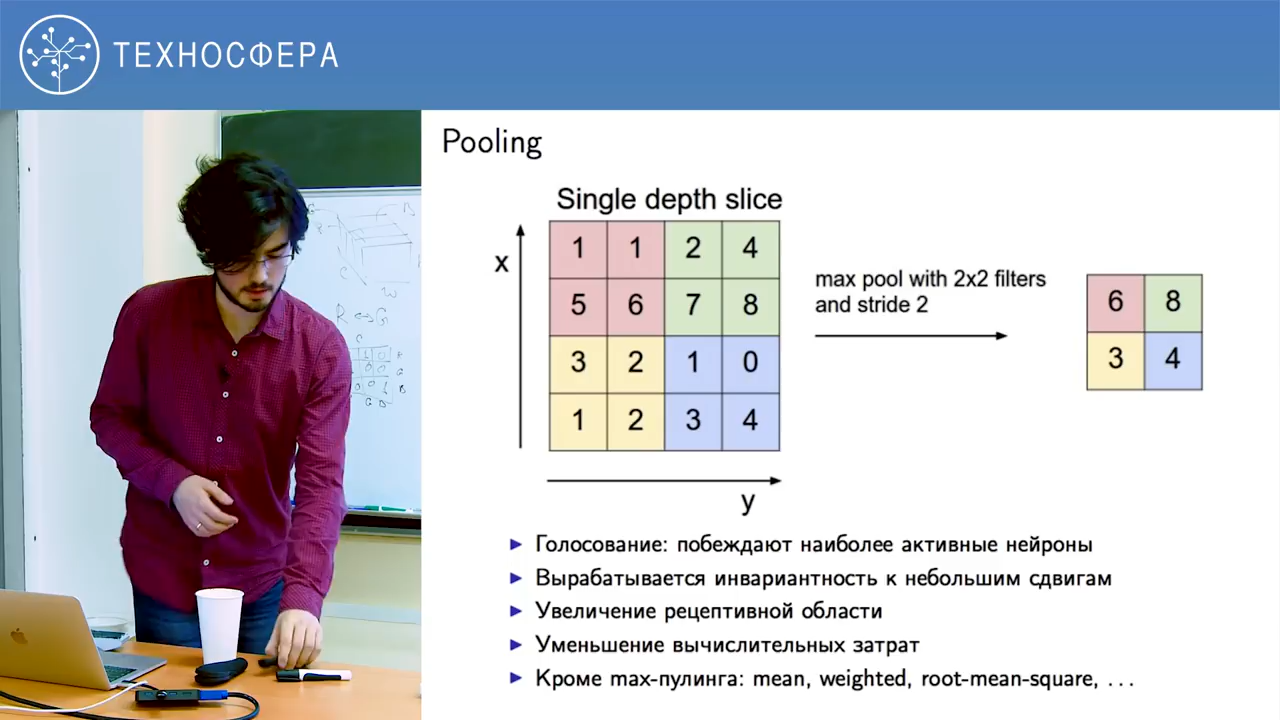 ТЕХНОСФЕРА
Pooling
Single depth slice
x
1 1 2 4
5 6 7 8
3 2 1 0
1 2 3 4
y
max pool with 2x2 filters
and stride 2
6 8
3 4
Голосование: побеждают наиболее активные нейроны
Вырабатывается инвариантность к небольшим сдвигам
Увеличение рецептивной области
Уменьшение вычислительных затрат
Кроме max-пулинга: mean, weighted, root-mean-square, ...